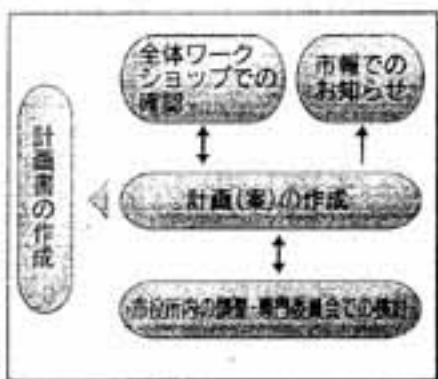 全体ワーク
ショップでの
確認
市報での
お知らせ
計画書の作成
計画(案)の作成
市役所内の調整・専門委員会での検討